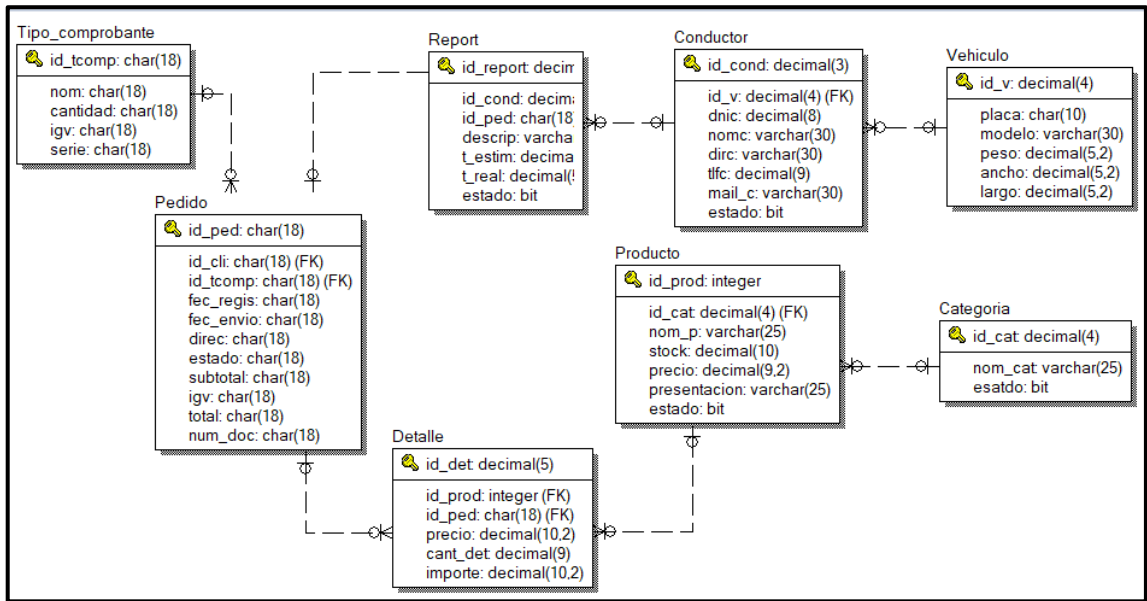 Tipo_comprobante
id_tcomp: char(18)
nom: char(18)
cantidad: char(18)
igv: char(18)
serie: char(18)
Report
id_report: decim
id_cond: decima
id_ped: char(18)
descrip: varcha
t_estim: decima
t_real: decimal(
estado: bit
Conductor
id_cond: decimal(3)
id_v: decimal(4) (FK)
dnic: decimal(8)
nomc: varchar(30)
dirc: varchar(30)
tlfc: decimal(9)
mail_c: varchar(30)
estado: bit
Vehiculo
id_v: decimal(4)
placa: char(10)
modelo: varchar(30)
peso: decimal(5,2)
ancho: decimal(5,2)
largo: decimal(5,2)
Pedido
id_ped: char(18)
id_cli: char(18) (FK)
id_tcomp: char(18) (FK)
fec_regis: char(18)
fec_envio: char(18)
direc: char(18)
estado: char(18)
subtotal: char(18)
igv: char(18)
total: char(18)
num_doc: char(18)
Producto
id_prod: integer
id_cat: decimal(4) (FK)
nom_p: varchar(25)
stock: decimal(10)
precio: decimal(9,2)
presentacion: varchar(25)
estado: bit
Categoria
id_cat: decimal(4)
nom_cat: varchar(25)
esatdo: bit
Detalle
id_det: decimal(5)
id_prod: integer (FK)
id_ped: char(18) (FK)
precio: decimal(10,2)
cant_det: decimal(9)
importe: decimal(10,2)